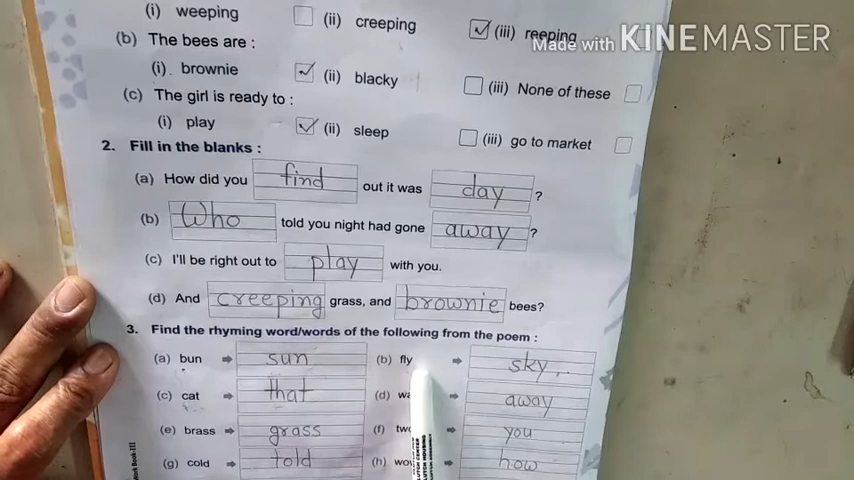 (i) weeping (ii) creeping (iii) reeping
Made with KINEMASTER
(b) The bees are :
(i). brownie (ii) blacky (iii) None of these
(c) The girl is ready to :
(i) play (ii) sleep (iii) go to market
2. Fill in the blanks :
(a) How did you find out it was day ?
(b) Who told you night had gone away ?
(c) I'll be right out to play with you.
(d) And creeping grass, and brownie bees?
3. Find the rhyming word/words of the following from the poem :
(a) bun sun (b) fly sky
(c) cat that (d) away
(e) brass grass (f) you
(g) cold told (h) how